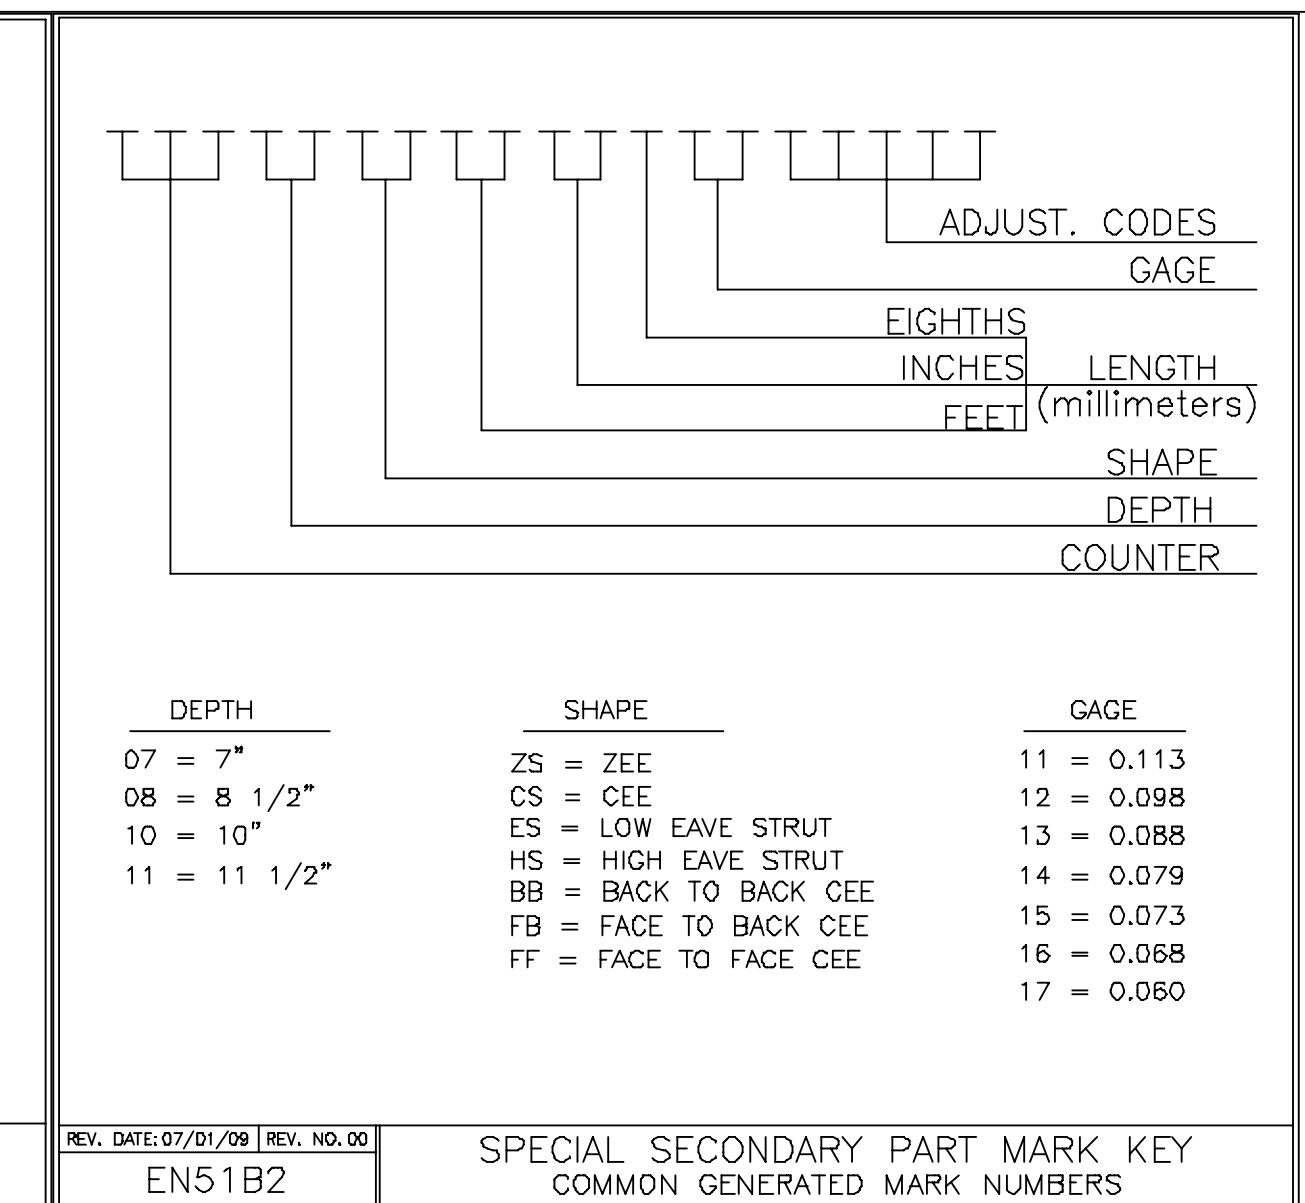 ADJUST. CODES
GAGE
EIGHTHS
INCHES LENGTH
(millimeters)
FEET
SHAPE
DEPTH
COUNTER
DEPTH
07 = 7"
08 = 8 1/2"
10 = 10"
11 = 11 1/2"
SHAPE
ZS = ZEE
CS = CEE
ES = LOW EAVE STRUT
HS = HIGH EAVE STRUT
BB = BACK TO BACK CEE
FB = FACE TO BACK CEE
FF = FACE TO FACE CEE
GAGE
11 = 0.113
12 = 0.098
13 = 0.088
14 = 0.079
15 = 0.073
16 = 0.068
17 = 0.060
REV. DATE: 07/01/09 REV. NO. 00
EN51B2
SPECIAL SECONDARY PART MARK KEY
COMMON GENERATED MARK NUMBERS